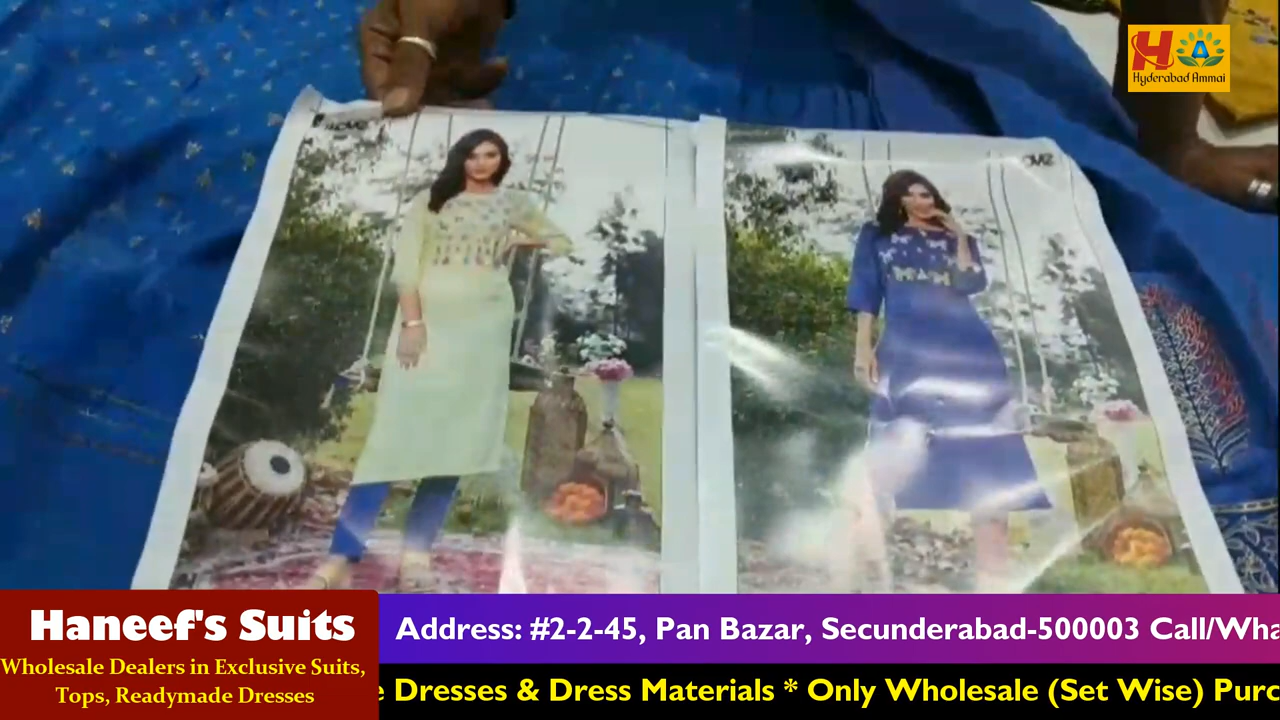 HA
Hyderabad Ammai
Haneef's Suits
Wholesale Dealers in Exclusive Suits,
Tops, Readymade Dresses
Address: #2-2-45, Pan Bazar, Secunderabad-500003 Call/Wha
e Dresses & Dress Materials * Only Wholesale (Set Wise) Purc